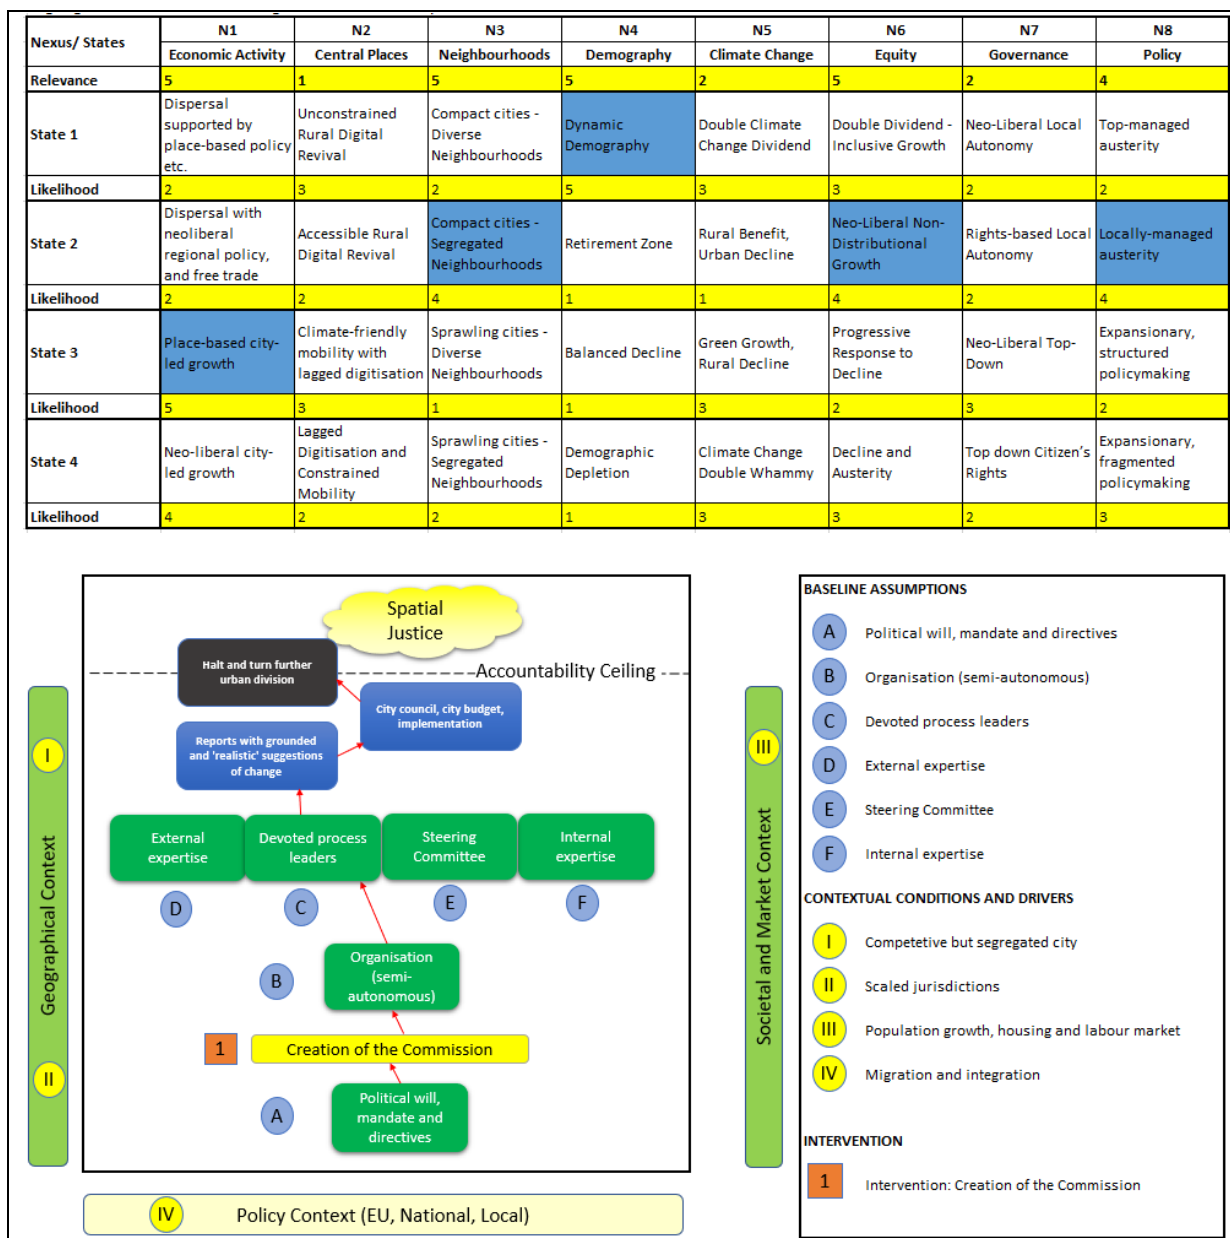 Nexus/ States
N1
N2
N3
N4
N5
N6
N7
N8
Economic Activity
Central Places
Neighbourhoods
Demography
Climate Change
Equity
Governance
Policy
Relevance
5
1
5
5
2
5
2
4
State 1
Dispersal
supported by
place-based policy
etc.
Unconstrained
Rural Digital
Revival
Compact cities -
Diverse
Neighbourhoods
Dynamic
Demography
Double Climate
Change Dividend
Double Dividend -
Inclusive Growth
Neo-Liberal Local
Autonomy
Top-managed
austerity
Likelihood
2
3
2
5
3
3
2
2
State 2
Dispersal with
neoliberal
regional policy,
and free trade
Accessible Rural
Digital Revival
Compact cities -
Segregated
Neighbourhoods
Retirement Zone
Rural Benefit,
Urban Decline
Neo-Liberal Non-
Distributional
Growth
Rights-based Local
Autonomy
Locally-managed
austerity
Likelihood
2
2
4
1
1
4
2
4
State 3
Place-based city-
led growth
Climate-friendly
mobility with
lagged digitisation
Sprawling cities -
Diverse
Neighbourhoods
Balanced Decline
Green Growth,
Rural Decline
Progressive
Response to
Decline
Neo-Liberal Top-
Down
Expansionary,
structured
policymaking
Likelihood
5
3
1
1
3
2
3
2
State 4
Neo-liberal city-
led growth
Lagged
Digitisation and
Constrained
Mobility
Sprawling cities -
Segregated
Neighbourhoods
Demographic
Depletion
Climate Change
Double Whammy
Decline and
Austerity
Top down Citizen's
Rights
Expansionary,
fragmented
policymaking
Likelihood
4
2
2
1
3
3
2
3
Spatial
Justice
Accountability Ceiling
Halt and turn further
urban division
City council, city budget,
implementation
Reports with grounded
and 'realistic' suggestions
of change
External
expertise
Devoted process
leaders
Steering
Committee
Internal
expertise
D
C
E
F
Organisation
(semi-
autonomous)
B
1
Creation of the Commission
A
Political will,
mandate and
directives
I
Geographical Context
II
III
Societal and Market Context
IV
Policy Context (EU, National, Local)
BASELINE ASSUMPTIONS
A Political will, mandate and directives
B Organisation (semi-autonomous)
C Devoted process leaders
D External expertise
E Steering Committee
F Internal expertise
CONTEXTUAL CONDITIONS AND DRIVERS
I Competetive but segregated city
II Scaled jurisdictions
III Population growth, housing and labour market
IV Migration and integration
INTERVENTION
1 Intervention: Creation of the Commission